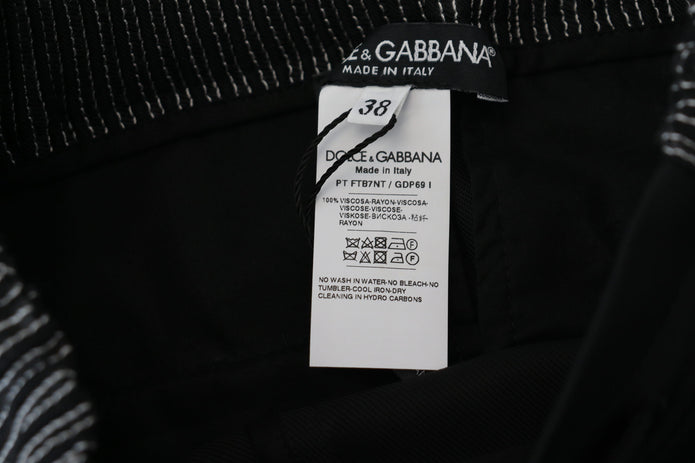 E & GABBANA®
MADE IN ITALY
38
DOLCE & GABBANA
Made in Italy
PT FTB7NT / GDP69 I
100% VISCOSA-RAYON-VISCOSA-
VISCOSE-VISCOSE-
VISKOSE-ВИСКОЗА -粘纤-
RAYON
NO WASH IN WATER-NO BLEACH-NO
TUMBLER-COOL IRON-DRY
CLEANING IN HYDRO CARBONS